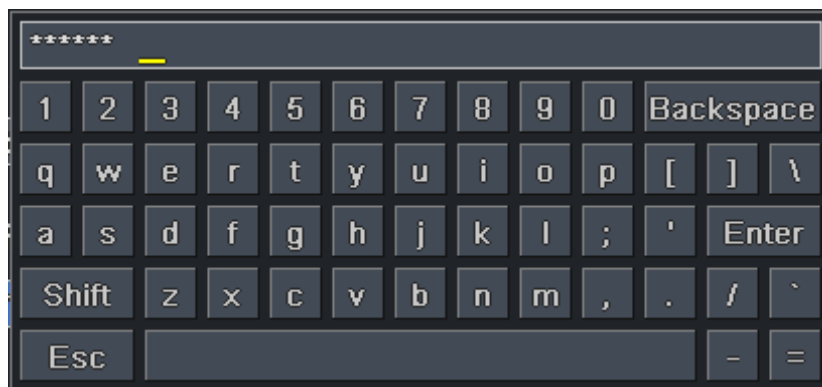 ******
1 2 3 4 5 6 7 8 9 0 Backspace
q w e r t y u i o p [ ] \
a s d f g h j k l ; ' Enter
Shift z x c v b n m , . / `
Esc - =